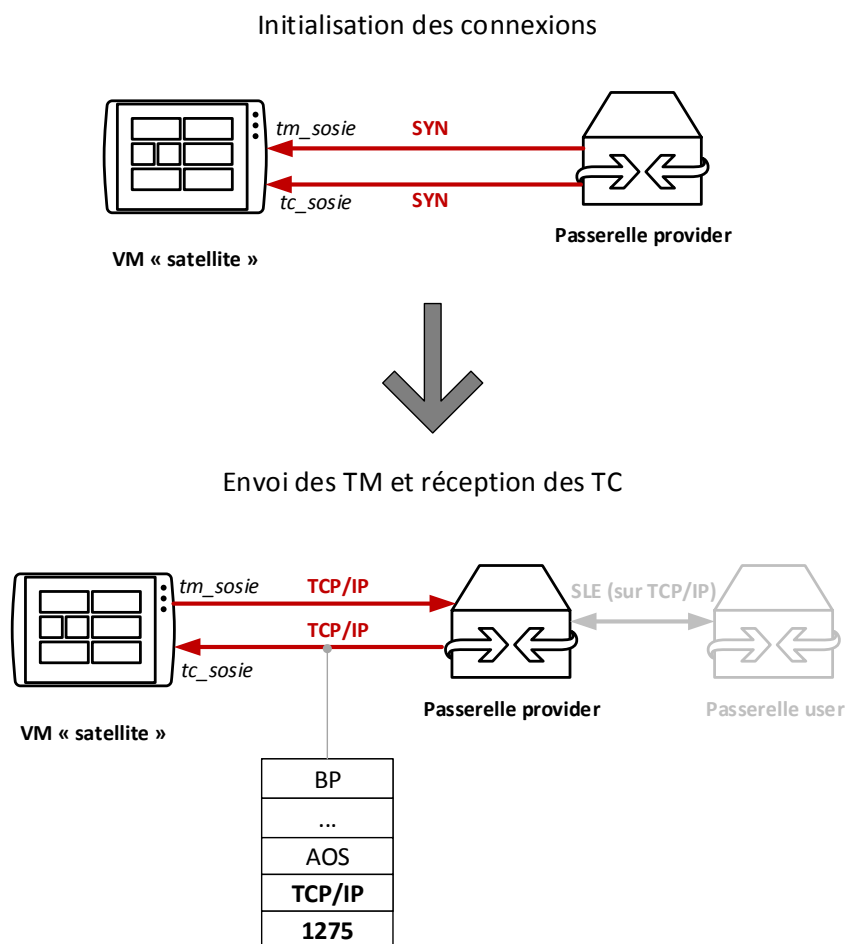 Initialisation des connexions
tm_sosie
SYN
tc_sosie
SYN
Passerelle provider
VM « satellite »
Envoi des TM et réception des TC
tm_sosie
TCP/IP
SLE (sur TCP/IP)
TCP/IP
tc_sosie
Passerelle provider
Passerelle user
VM « satellite »
BP
...
AOS
TCP/IP
1275